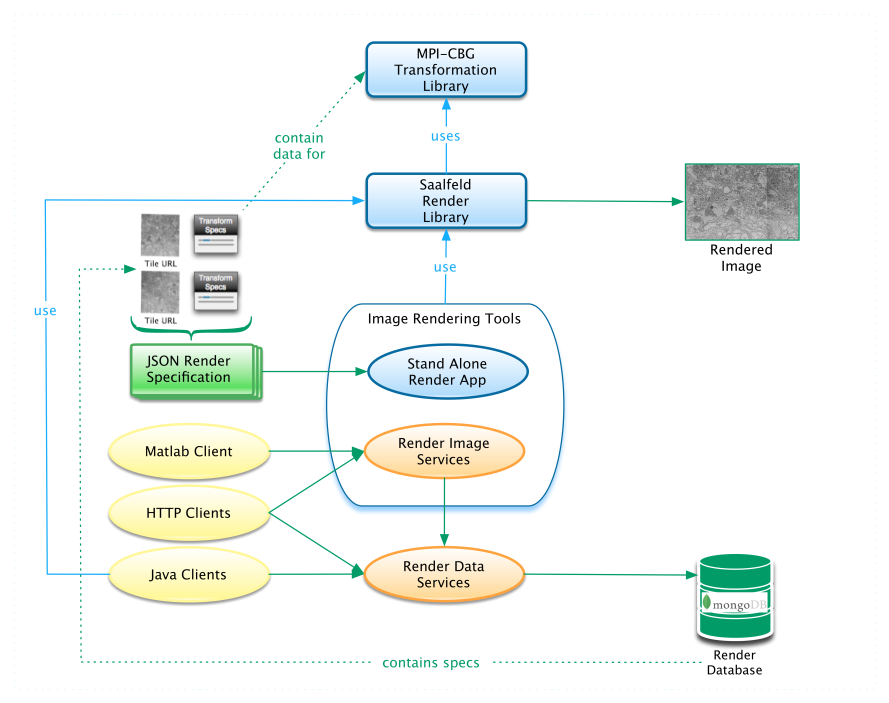 MPI-CBG
Transformation
Library
contain
data for
uses
Saalfeld
Render
Library
Transform
Specs
Tile URL
Rendered
Image
Transform
Specs
Tile URL
use
use
Image Rendering Tools
JSON Render
Specification
Stand Alone
Render App
Matlab Client
Render Image
Services
HTTP Clients
Java Clients
Render Data
Services
mongoDB
Render
Database
contains specs